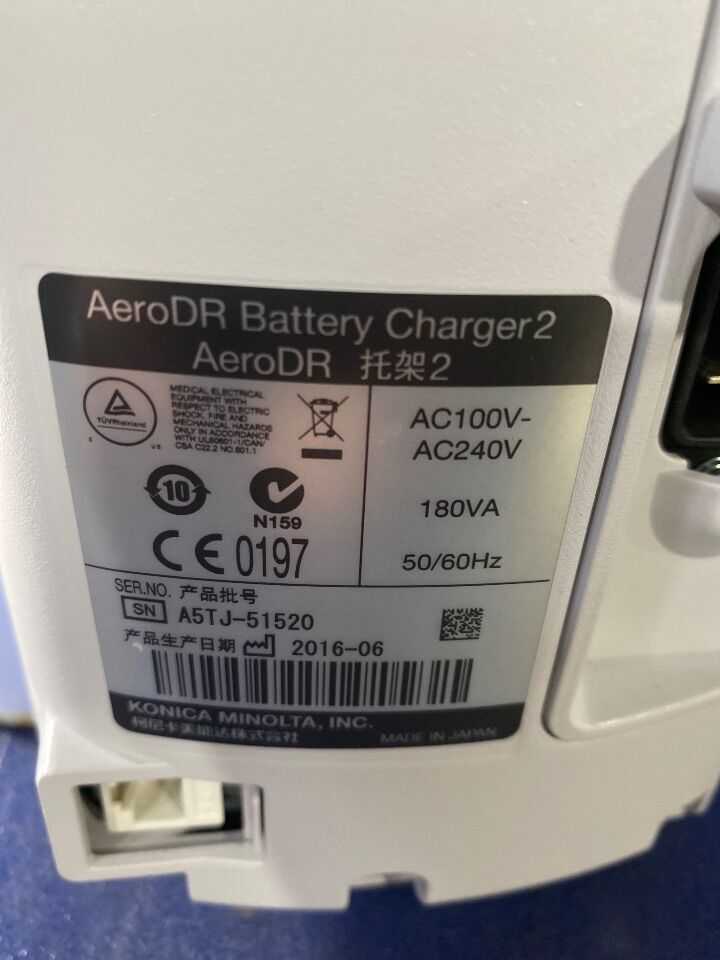 AeroDR Battery Charger2
AeroDR 托架2
TÜVRheinland
C US
MEDICAL ELECTRICAL
EQUIPMENT WITH
RESPECT TO ELECTRIC
SHOCK, FIRE AND
MECHANICAL HAZARDS
ONLY IN ACCORDANCE
WITH UL60601-1/CAN/
CSA C22.2 NO.601.1
10
N159
CE 0197
AC100V-
AC240V
180VA
50/60Hz
SER.NO. 产品批号
SN A5TJ-51520
产品生产日期 2016-06
KONICA MINOLTA, INC.
柯尼卡美能达株式会社
MADE IN JAPAN